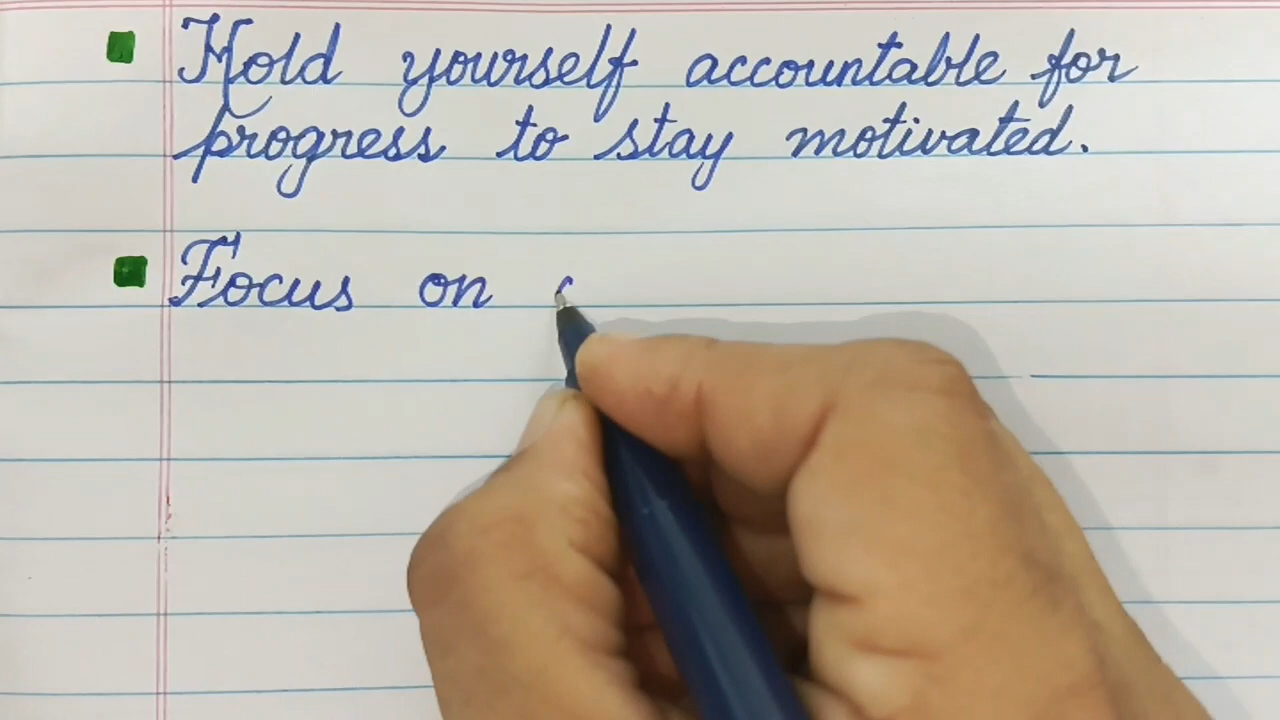 Hold yourself accountable for
progress to stay motivated.
Focus on